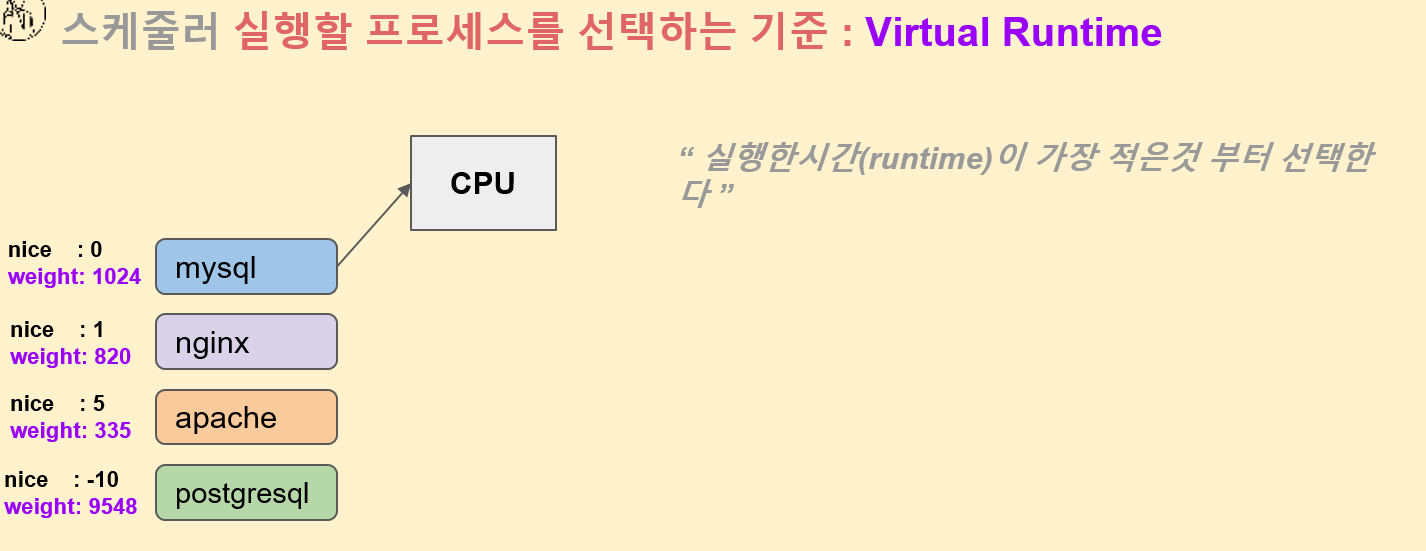 스케줄러 실행할 프로세스를 선택하는 기준 : Virtual Runtime
“ 실행한시간(runtime)이 가장 적은것 부터 선택한
다 ”
CPU
nice : 0
weight: 1024
mysql
nice : 1
weight: 820
nginx
nice : 5
weight: 335
apache
nice : -10
weight: 9548
postgresql